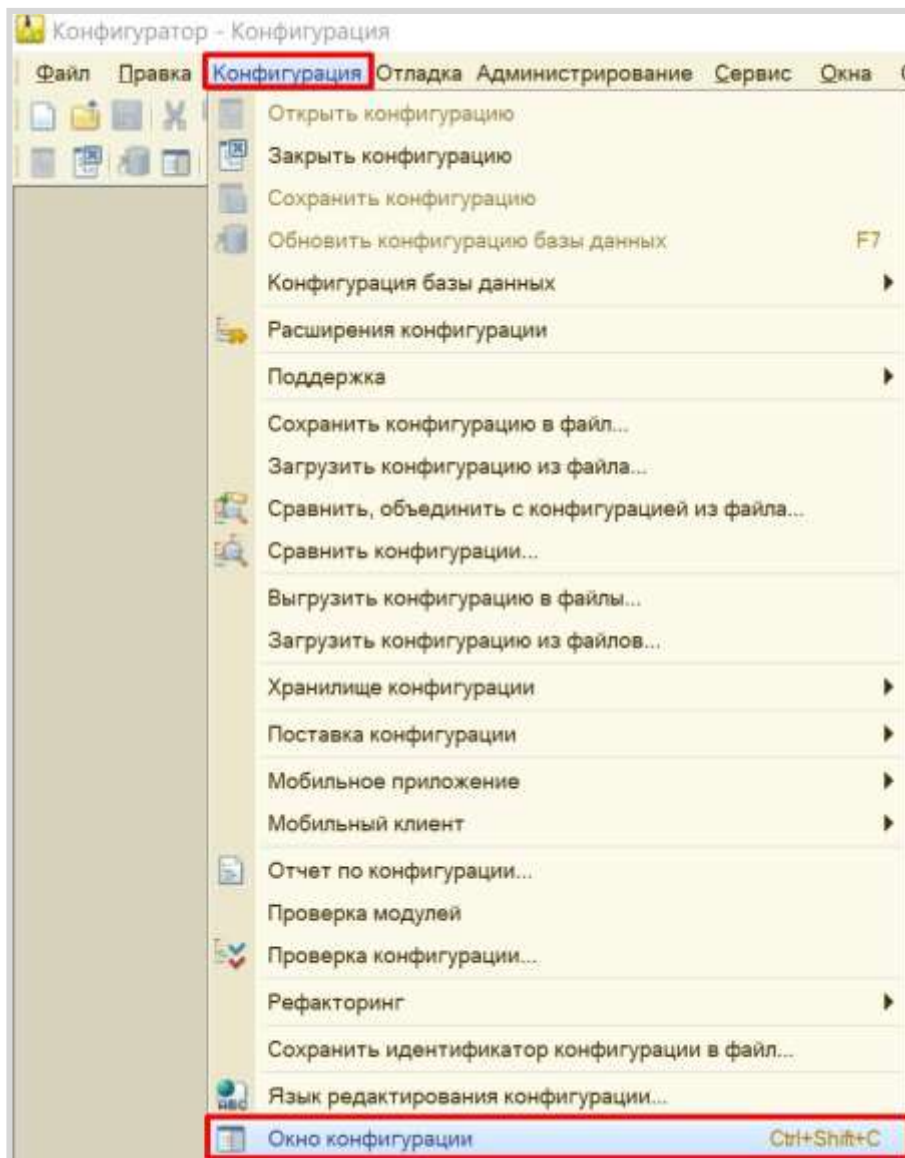 Конфигуратор - Конфигурация
Файл Правка Конфигурация Отладка Администрирование Сервис Окна
Открыть конфигурацию
Закрыть конфигурацию
Сохранить конфигурацию
Обновить конфигурацию базы данных F7
Конфигурация базы данных
Расширения конфигурации
Поддержка
Сохранить конфигурацию в файл...
Загрузить конфигурацию из файла...
Сравнить, объединить с конфигурацией из файла...
Сравнить конфигурации...
Выгрузить конфигурацию в файлы...
Загрузить конфигурацию из файлов...
Хранилище конфигурации
Поставка конфигурации
Мобильное приложение
Мобильный клиент
Отчет по конфигурации...
Проверка модулей
Проверка конфигурации...
Рефакторинг
Сохранить идентификатор конфигурации в файл...
Язык редактирования конфигурации...
Окно конфигурации Ctrl+Shift+C